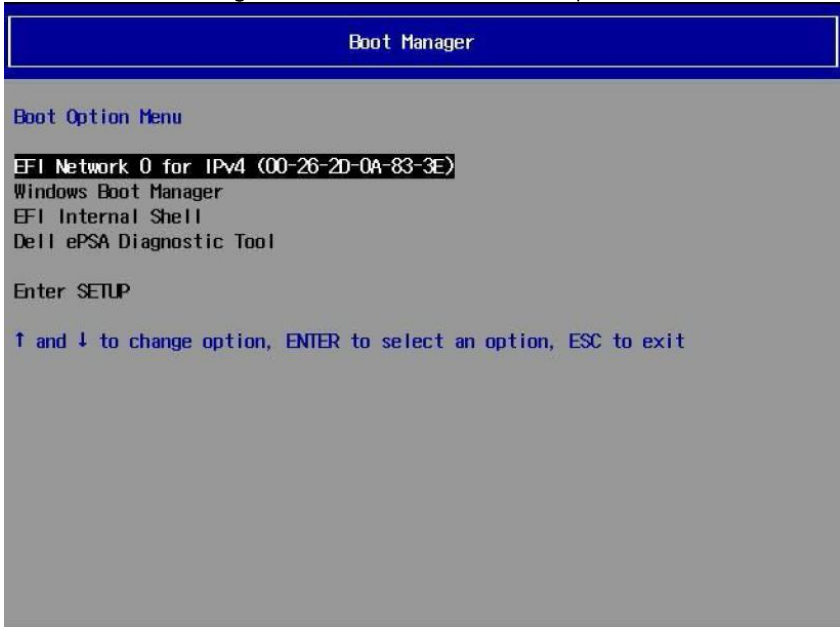 Boot Manager
Boot Option Menu
EFI Network 0 for IPv4 (00-26-2D-0A-83-3E)
Windows Boot Manager
EFI Internal Shell
Dell ePSA Diagnostic Tool
Enter SETUP
↑ and ↓ to change option, ENTER to select an option, ESC to exit